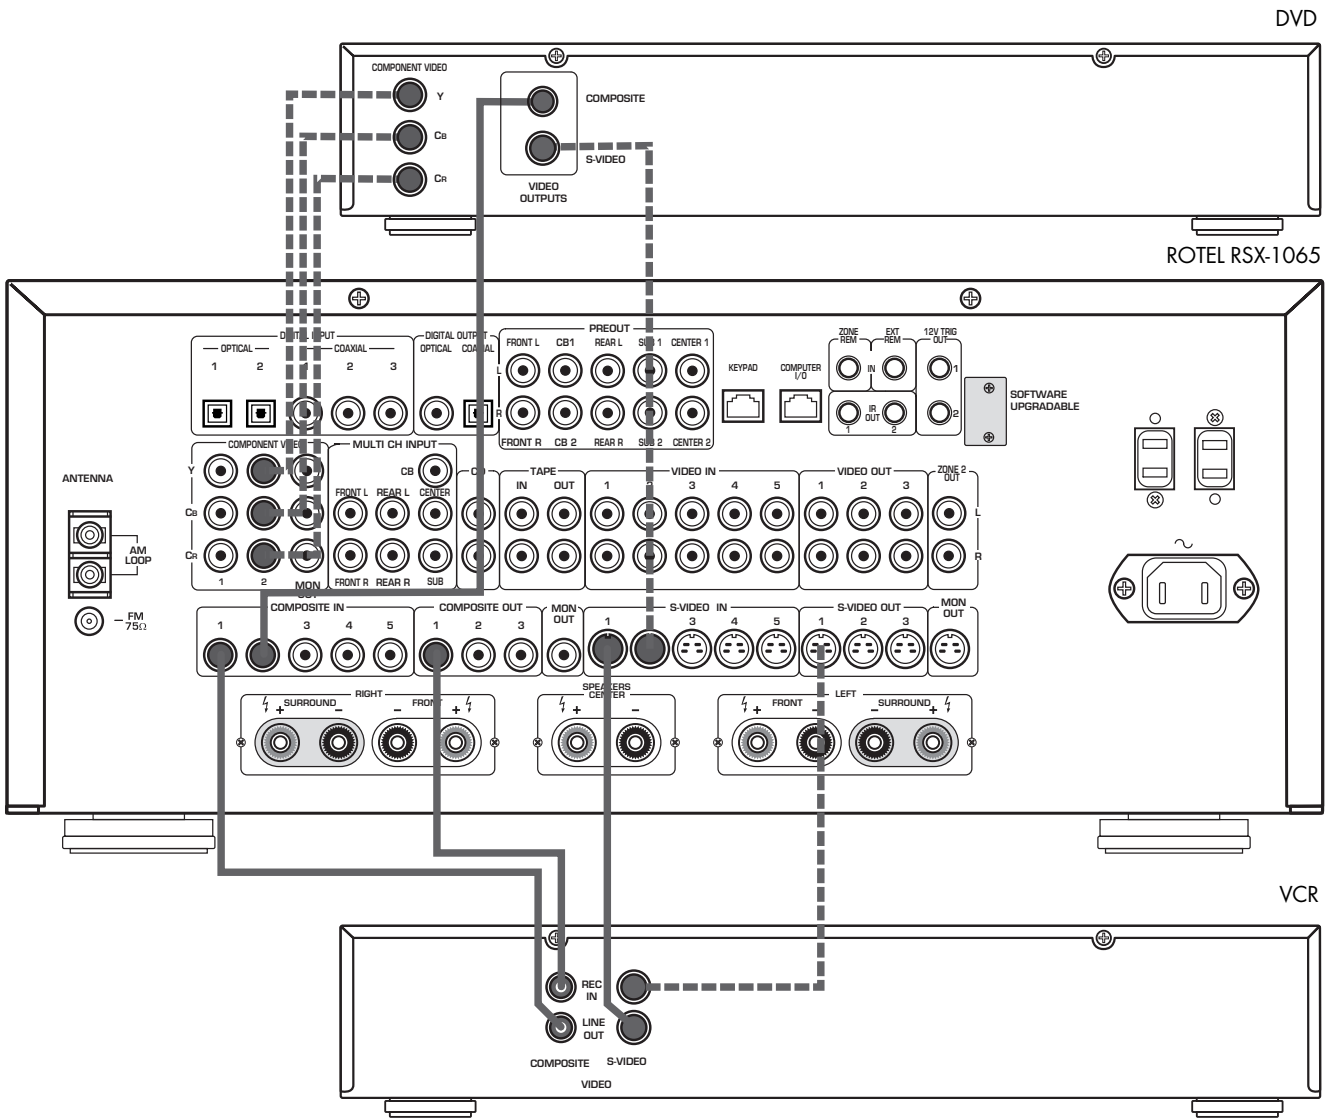 DVD
COMPONENT VIDEO
Y
CB
CR
COMPOSITE
S-VIDEO
VIDEO
OUTPUTS
ROTEL RSX-1065
DIGITAL INPUT
OPTICAL
COAXIAL
1 2 1 2 3
DIGITAL OUTPUT
OPTICAL COAXIAL
PREOUT
FRONT L CB1 REAR L SUB 1 CENTER 1
L
R
FRONT R CB 2 REAR R SUB 2 CENTER 2
KEYPAD
COMPUTER
I/O
ZONE
REM
EXT
REM
IN
IR
OUT
1 2
12V TRIG
OUT
1
2
SOFTWARE
UPGRADABLE
ANTENNA
AM
LOOP
FM
75Ω
COMPONENT VIDEO
Y
CB
CR
1 2 MON
OUT
MULTI CH INPUT
CB
FRONT L REAR L CENTER
FRONT R REAR R SUB
CD
TAPE
IN OUT
VIDEO IN
1 2 3 4 5
VIDEO OUT
1 2 3
ZONE 2
OUT
L
R
COMPOSITE IN
1 3 4 5
COMPOSITE OUT
1 2 3
MON
OUT
S-VIDEO IN
1 3 4 5
S-VIDEO OUT
1 2 3
MON
OUT
RIGHT
SURROUND
FRONT
+ – – +
SPEAKERS
CENTER
+ –
LEFT
FRONT
SURROUND
+ – – +
VCR
REC
IN
LINE
OUT
COMPOSITE S-VIDEO
VIDEO